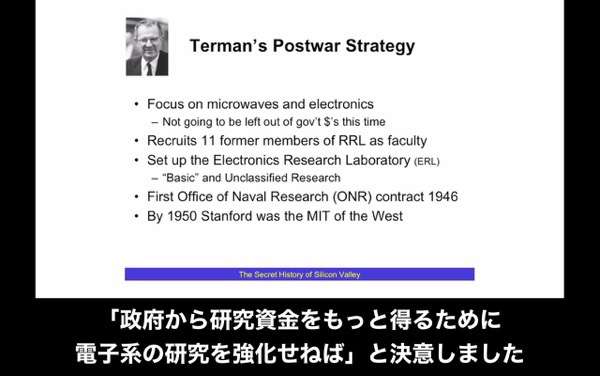 Terman's Postwar Strategy
• Focus on microwaves and electronics
– Not going to be left out of gov't $'s this time
• Recruits 11 former members of RRL as faculty
• Set up the Electronics Research Laboratory (ERL)
– “Basic” and Unclassified Research
• First Office of Naval Research (ONR) contract 1946
• By 1950 Stanford was the MIT of the West
The Secret History of Silicon Valley
「政府から研究資金をもっと得るために
電子系の研究を強化せねば」と決意しました